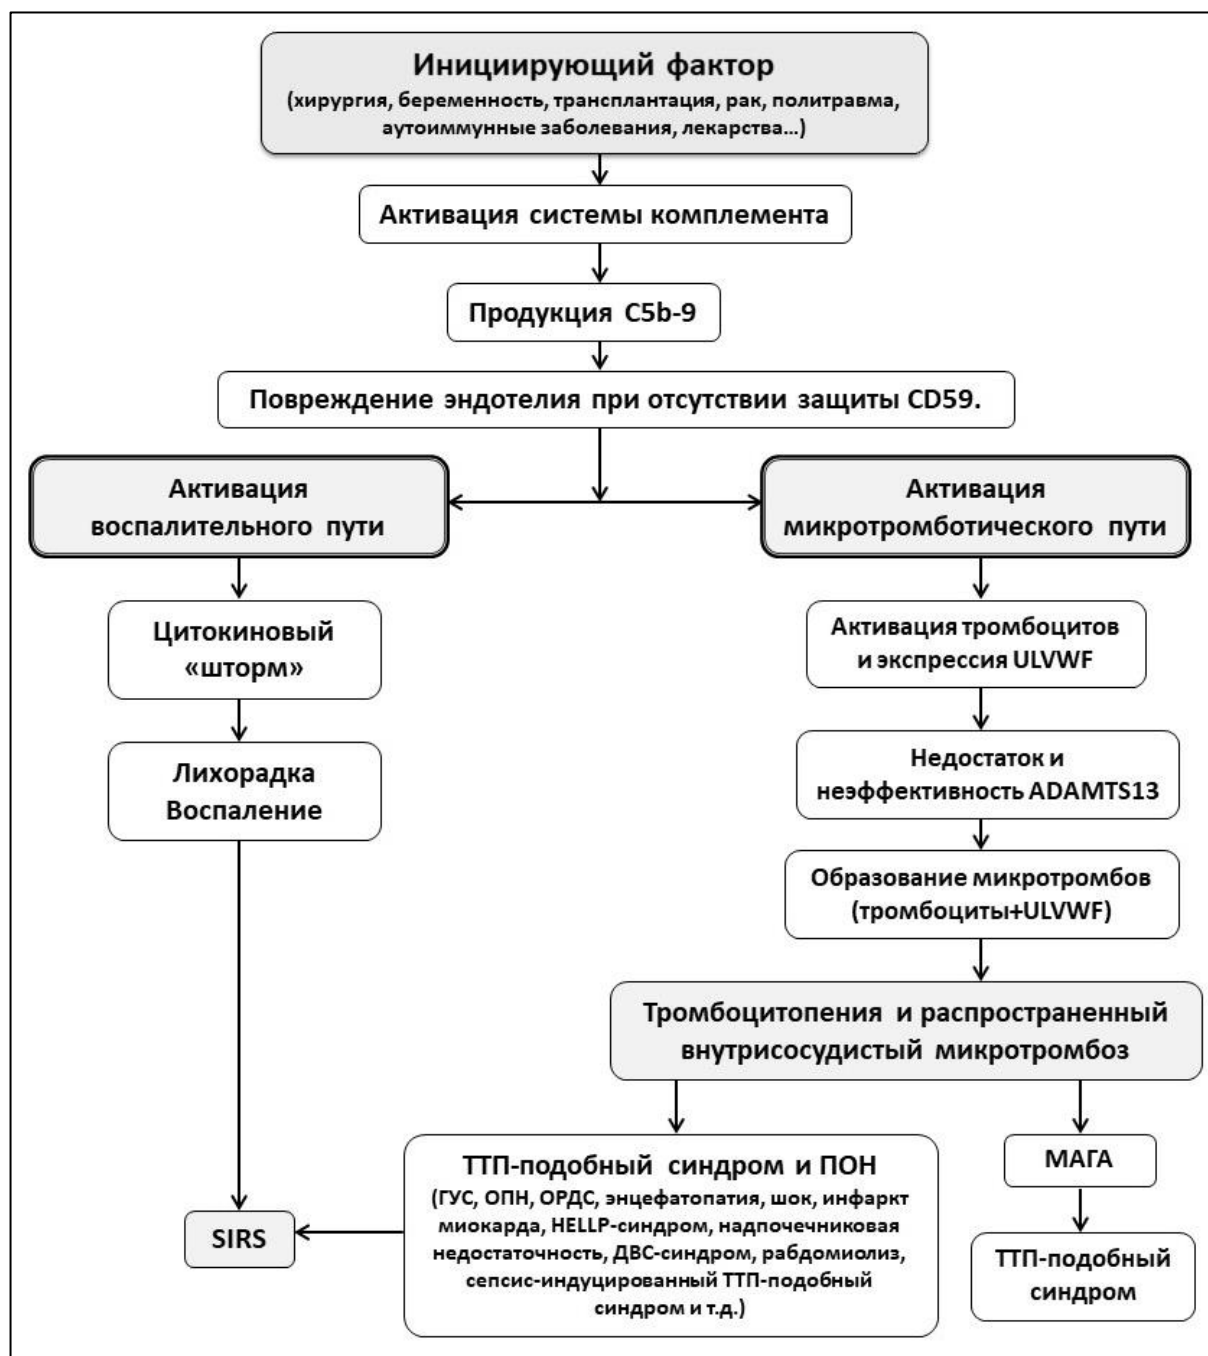 Инициирующий фактор
(хирургия, беременность, трансплантация, рак, политравма,
аутоиммунные заболевания, лекарства...)
Активация системы комплемента
Продукция C5b-9
Повреждение эндотелия при отсутствии защиты CD59.
Активация
воспалительного пути
Активация
микротромботического пути
Цитокиновый
«шторм»
Лихорадка
Воспаление
Активация тромбоцитов
и экспрессия ULVWF
Недостаток и
неэффективность ADAMTS13
Образование микротромбов
(тромбоциты+ULVWF)
Тромбоцитопения и распространенный
внутрисосудистый микротромбоз
ТТП-подобный синдром и ПОН
(ГУС, ОПН, ОРДС, энцефатопатия, шок, инфаркт
миокарда, HELLP-синдром, надпочечниковая
недостаточность, ДВС-синдром, рабдомиолиз,
сепсис-индуцированный ТТП-подобный
синдром и т.д.)
SIRS
МАГА
ТТП-подобный
синдром